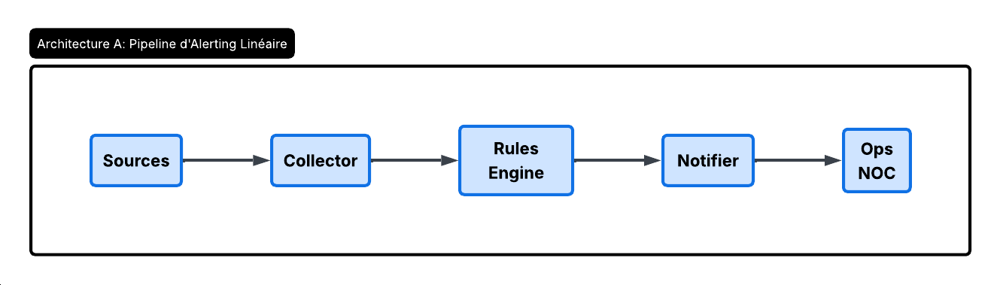 Architecture A: Pipeline d'Alerting Linéaire
Sources
Collector
Rules
Engine
Notifier
Ops
NOC